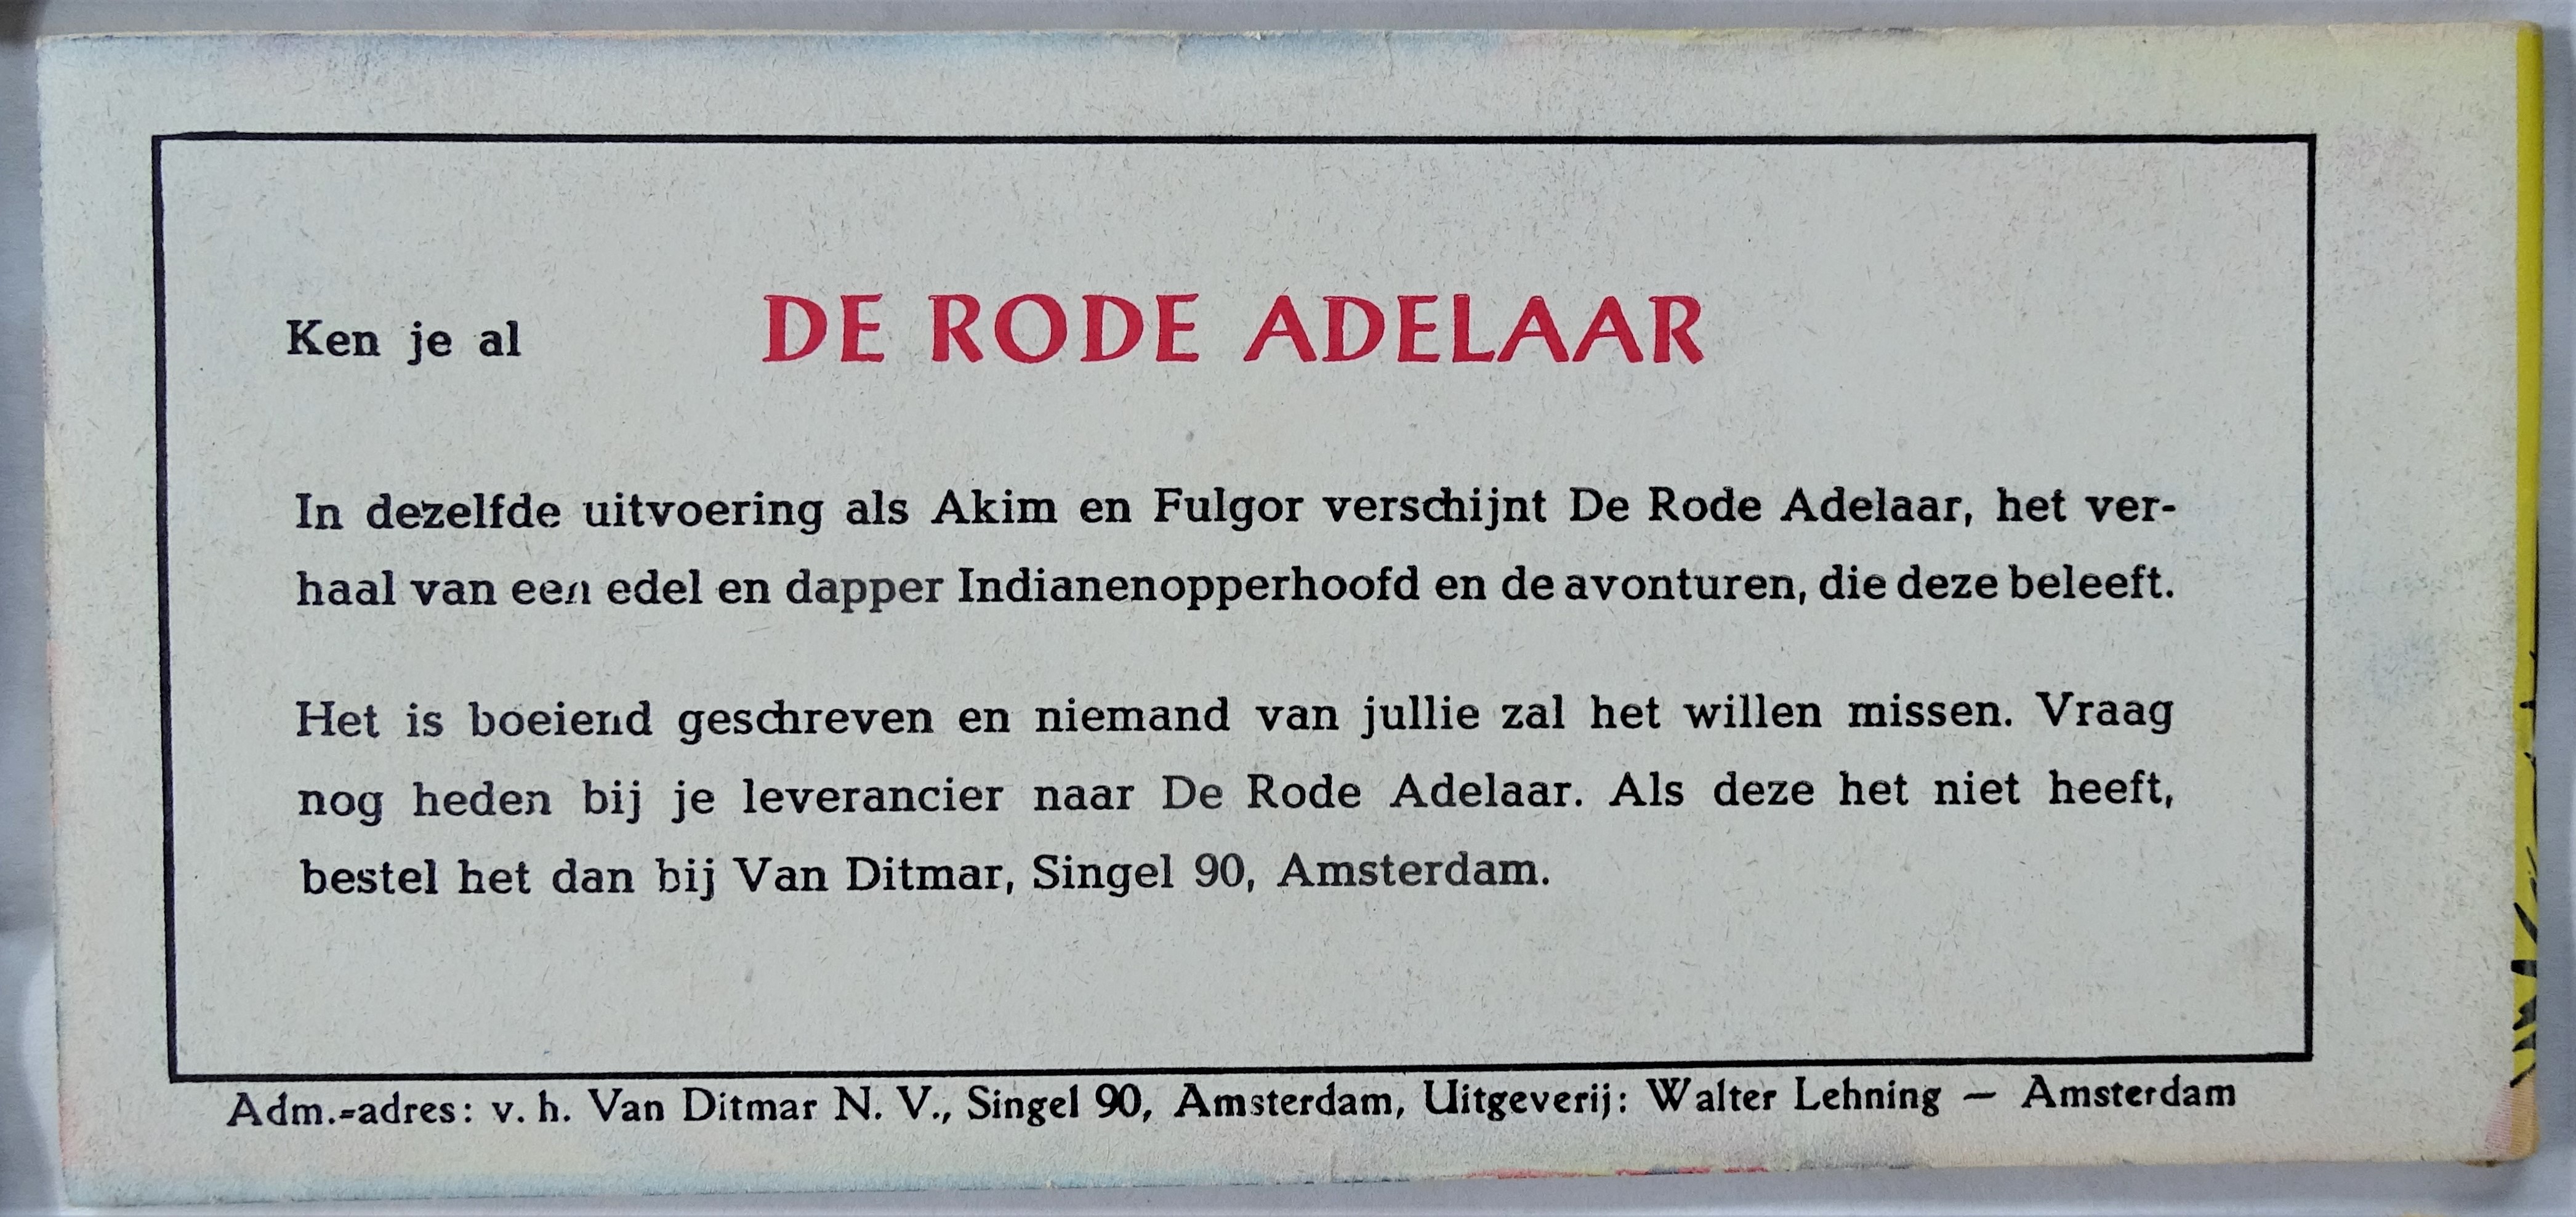 Ken je al DE RODE ADELAAR
In dezelfde uitvoering als Akim en Fulgor verschijnt De Rode Adelaar, het ver-
haal van een edel en dapper Indianenopperhoofd en de avonturen, die deze beleeft.
Het is boeiend geschreven en niemand van jullie zal het willen missen. Vraag
nog heden bij je leverancier naar De Rode Adelaar. Als deze het niet heeft,
bestel het dan bij Van Ditmar, Singel 90, Amsterdam.
Adm.-adres: v. h. Van Ditmar N. V., Singel 90, Amsterdam, Uitgeverij: Walter Lehning — Amsterdam